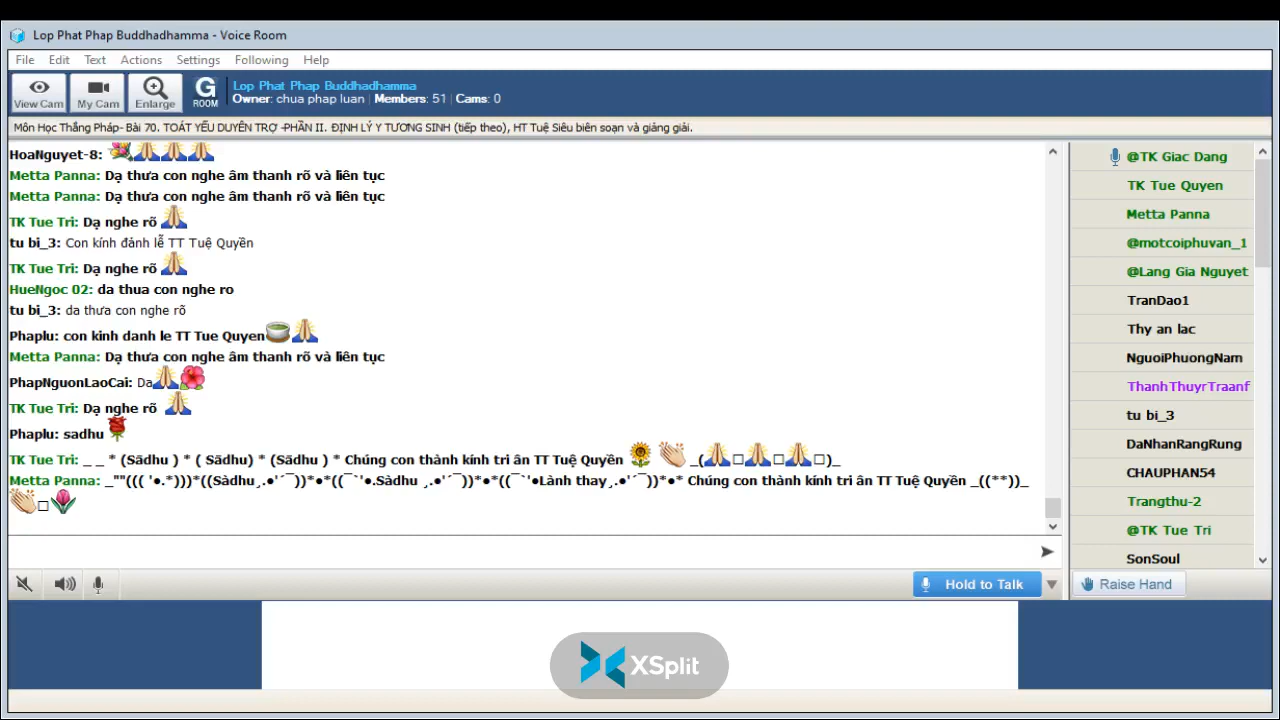 Lop Phat Phap Buddhadhamma - Voice Room
File Edit Text Actions Settings Following Help
View Cam My Cam Enlarge G ROOM
Lop Phat Phap Buddhadhamma
Owner: chua phap luan | Members: 51 | Cams: 0
Môn Học Thắng Pháp- Bài 70. TOÁT YẾU DUYÊN TRỢ -PHẦN II. ĐỊNH LÝ Y TƯƠNG SINH (tiếp theo), HT Tuệ Siêu biên soạn và giảng giải.
HoaNguyet-8:
Metta Panna: Dạ thưa con nghe âm thanh rõ và liên tục
Metta Panna: Dạ thưa con nghe âm thanh rõ và liên tục
TK Tue Tri: Dạ nghe rõ
tu bi_3: Con kính đảnh lễ TT Tuệ Quyền
TK Tue Tri: Dạ nghe rõ
HueNgoc 02: da thua con nghe ro
tu bi_3: da thưa con nghe rõ
Phaplu: con kinh danh le TT Tue Quyen
Metta Panna: Dạ thưa con nghe âm thanh rõ và liên tục
PhapNguonLaoCai: Da
TK Tue Tri: Dạ nghe rõ
Phaplu: sadhu
TK Tue Tri: _ _ * (Sādhu ) * ( Sādhu) * (Sādhu ) * Chúng con thành kính tri ân TT Tuệ Quyền _(□□□)_
Metta Panna: _""((( '●.*)))*((Sàdhu¸.●'´¯))*●*((¯`'●.Sàdhu ¸.●'´¯))*●*((¯`'●Lành thay¸.●'´¯))*●* Chúng con thành kính tri ân TT Tuệ Quyền _((**))_
□
@TK Giac Dang
TK Tue Quyen
Metta Panna
@motcoiphuvan_1
@Lang Gia Nguyet
TranDao1
Thy an lac
NguoiPhuongNam
ThanhThuyrTraanf
tu bi_3
DaNhanRangRung
CHAUPHAN54
Trangthu-2
@TK Tue Tri
SonSoul
Hold to Talk
Raise Hand
XSplit